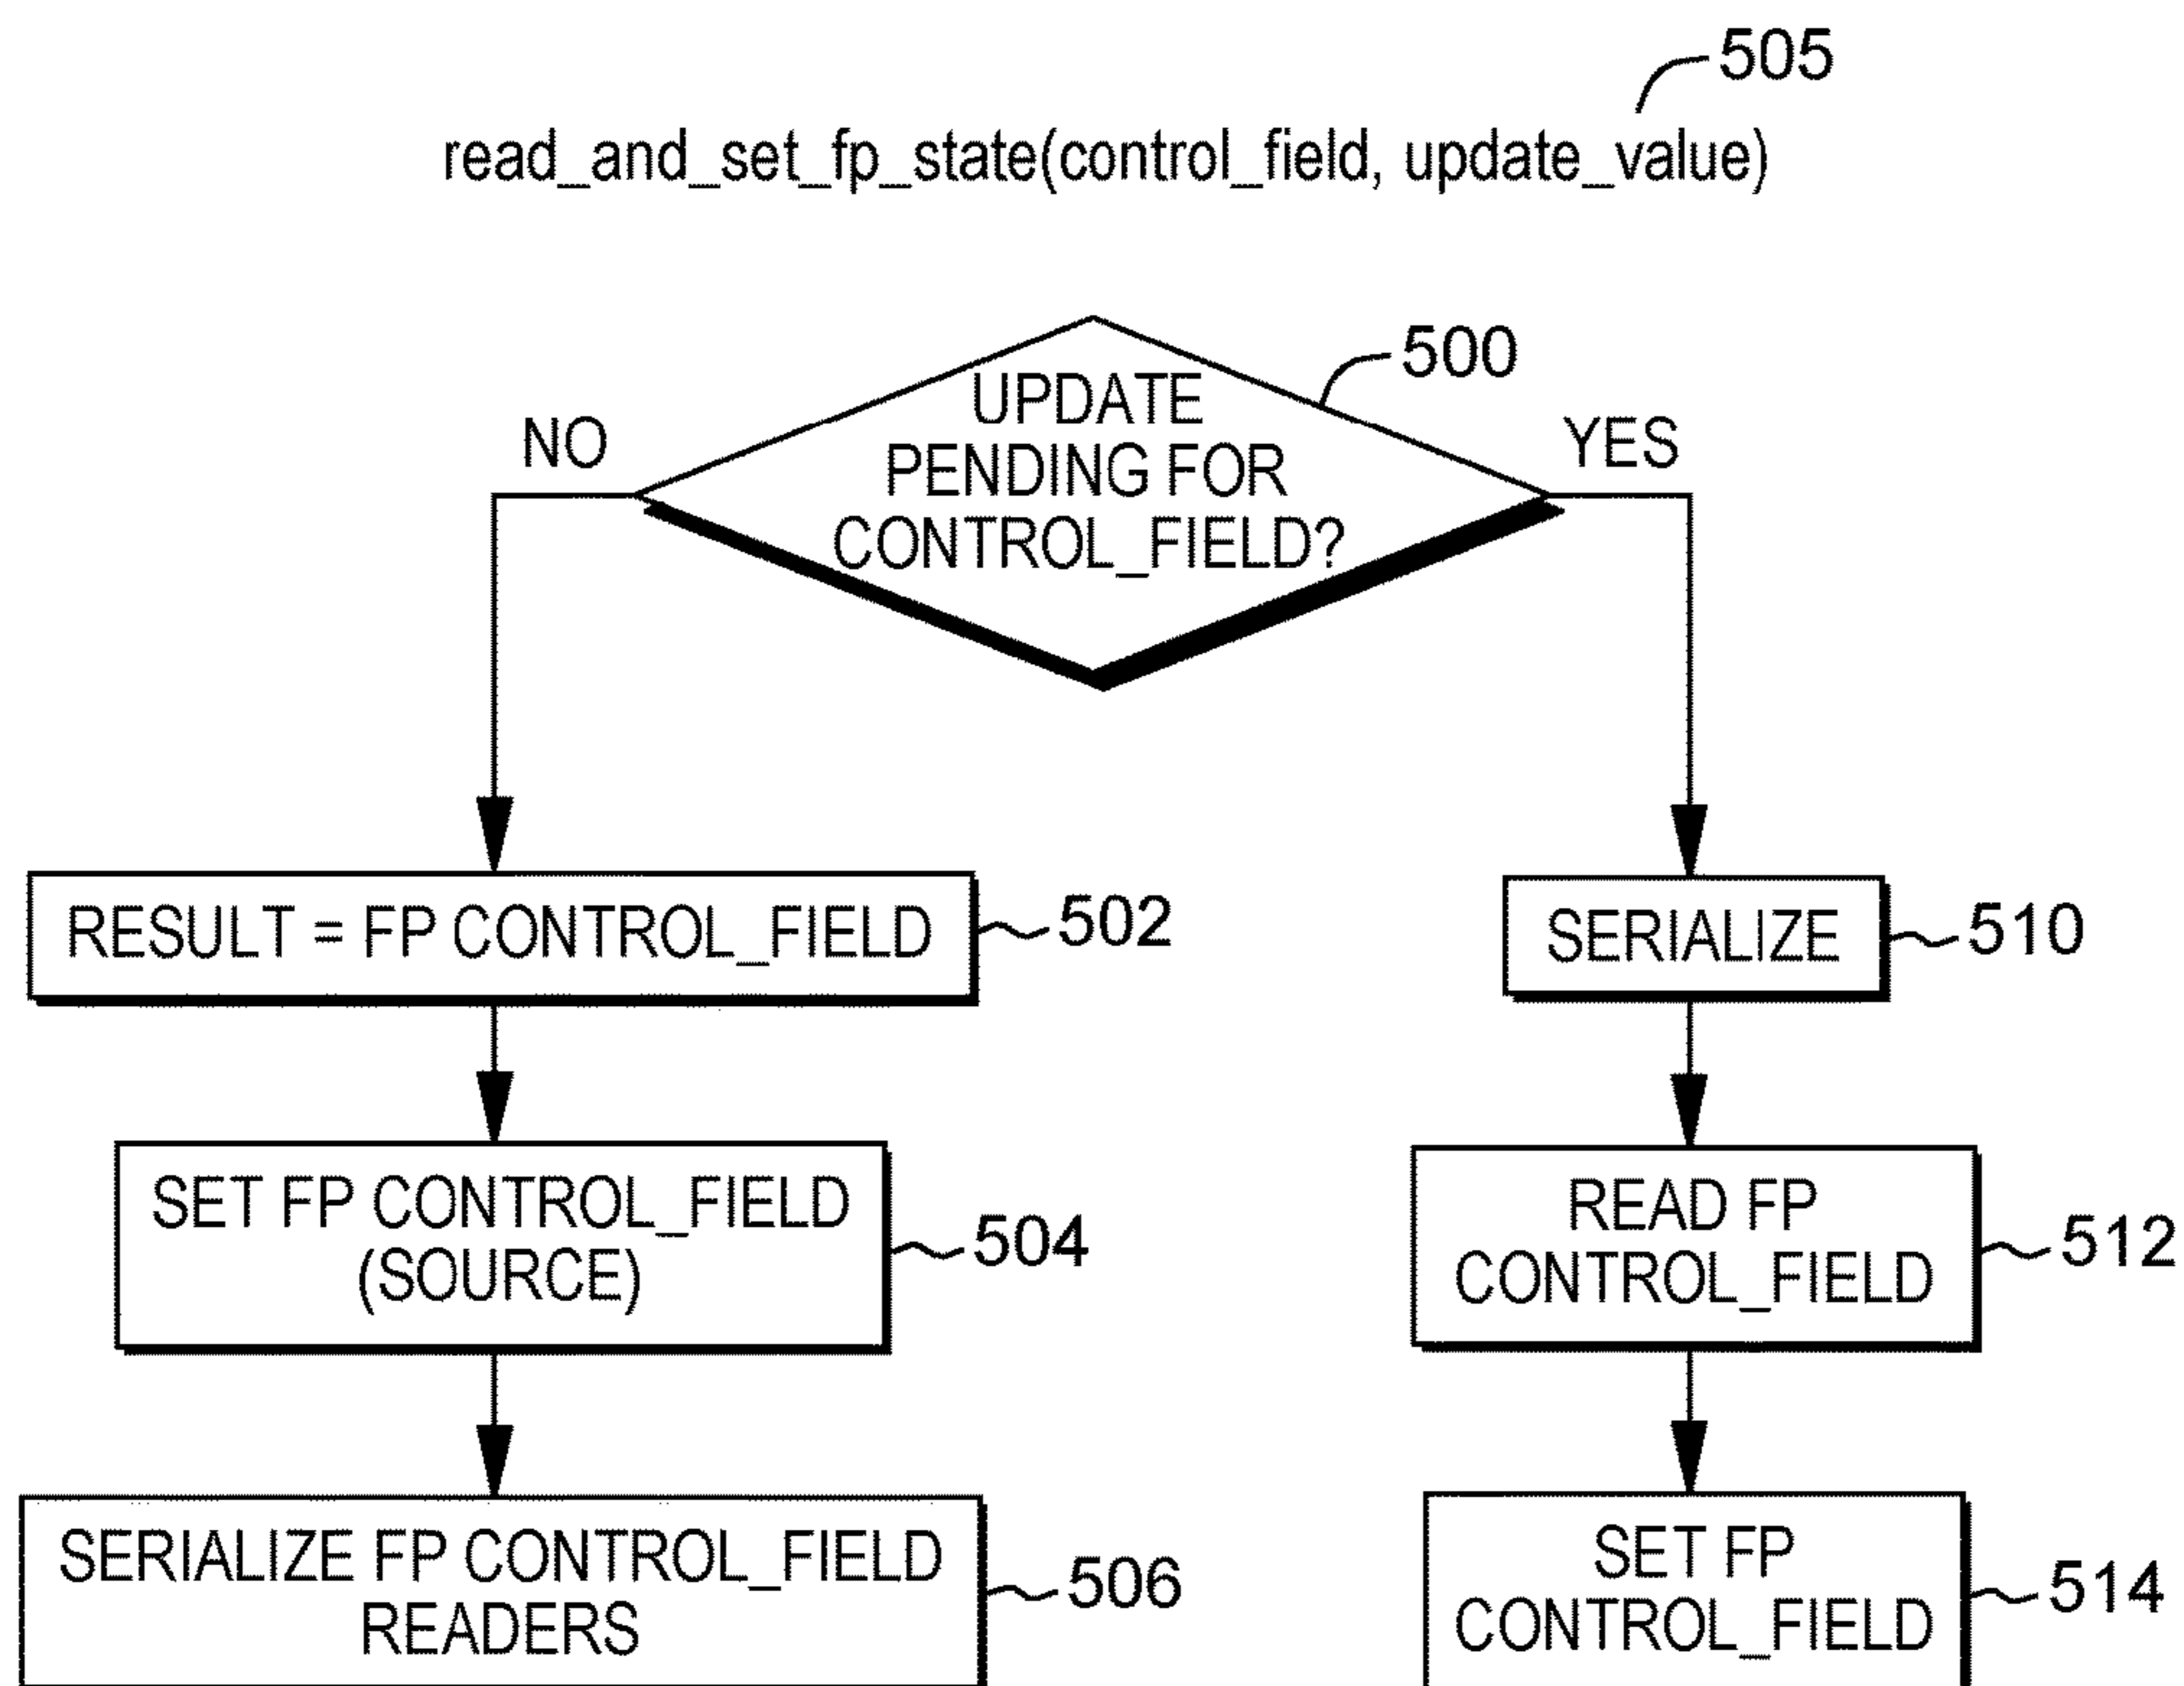 505
read_and_set_fp_state(control_field, update_value)
500
UPDATE
PENDING FOR
CONTROL_FIELD?
NO
YES
RESULT = FP CONTROL_FIELD
502
SERIALIZE
510
SET FP CONTROL_FIELD
(SOURCE)
504
READ FP
CONTROL_FIELD
512
SERIALIZE FP CONTROL_FIELD
READERS
506
SET FP
CONTROL_FIELD
514